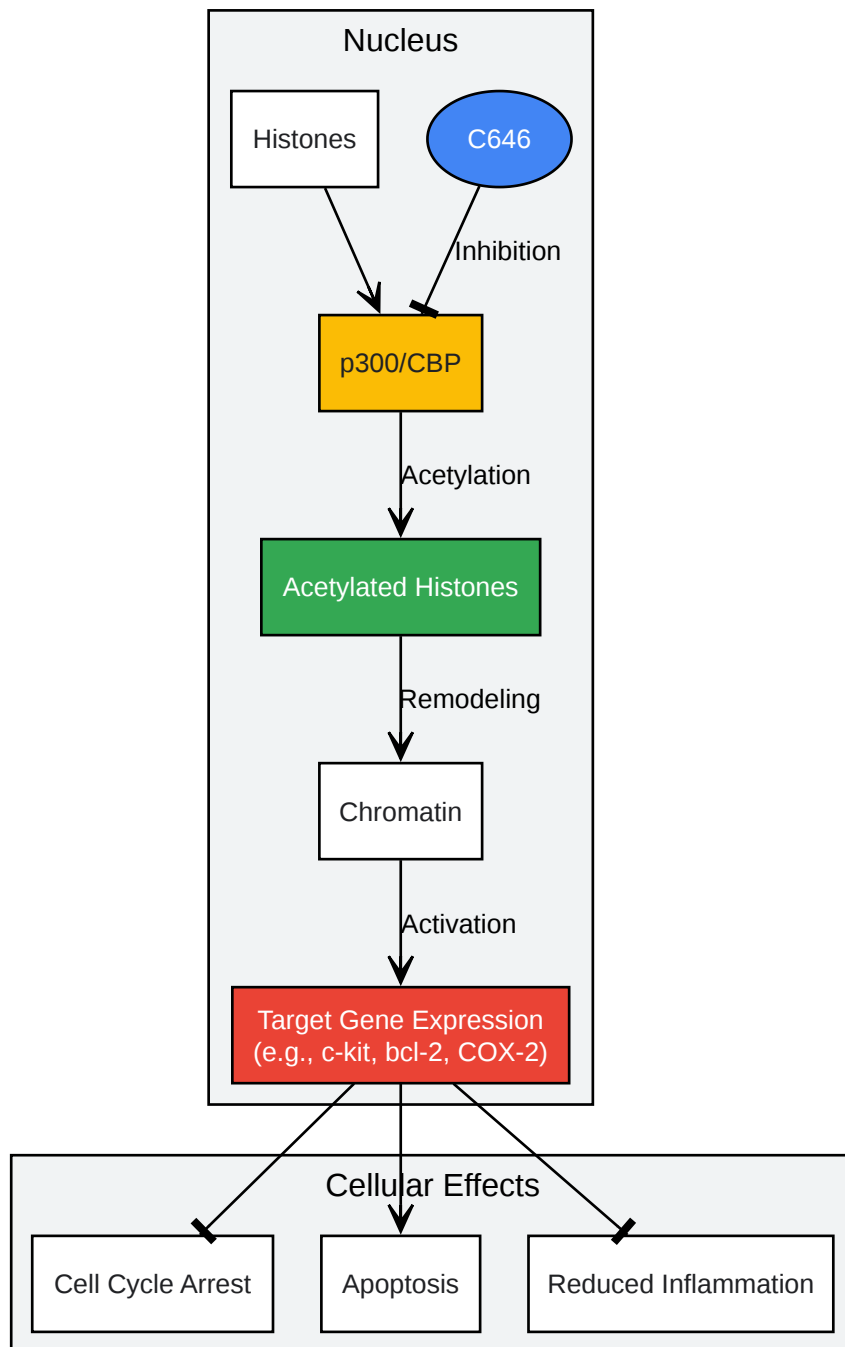 Nucleus
Histones
C646
Inhibition
p300/CBP
Acetylation
Acetylated Histones
Remodeling
Chromatin
Activation
Target Gene Expression
(e.g., c-kit, bcl-2, COX-2)
Cellular Effects
Cell Cycle Arrest
Apoptosis
Reduced Inflammation